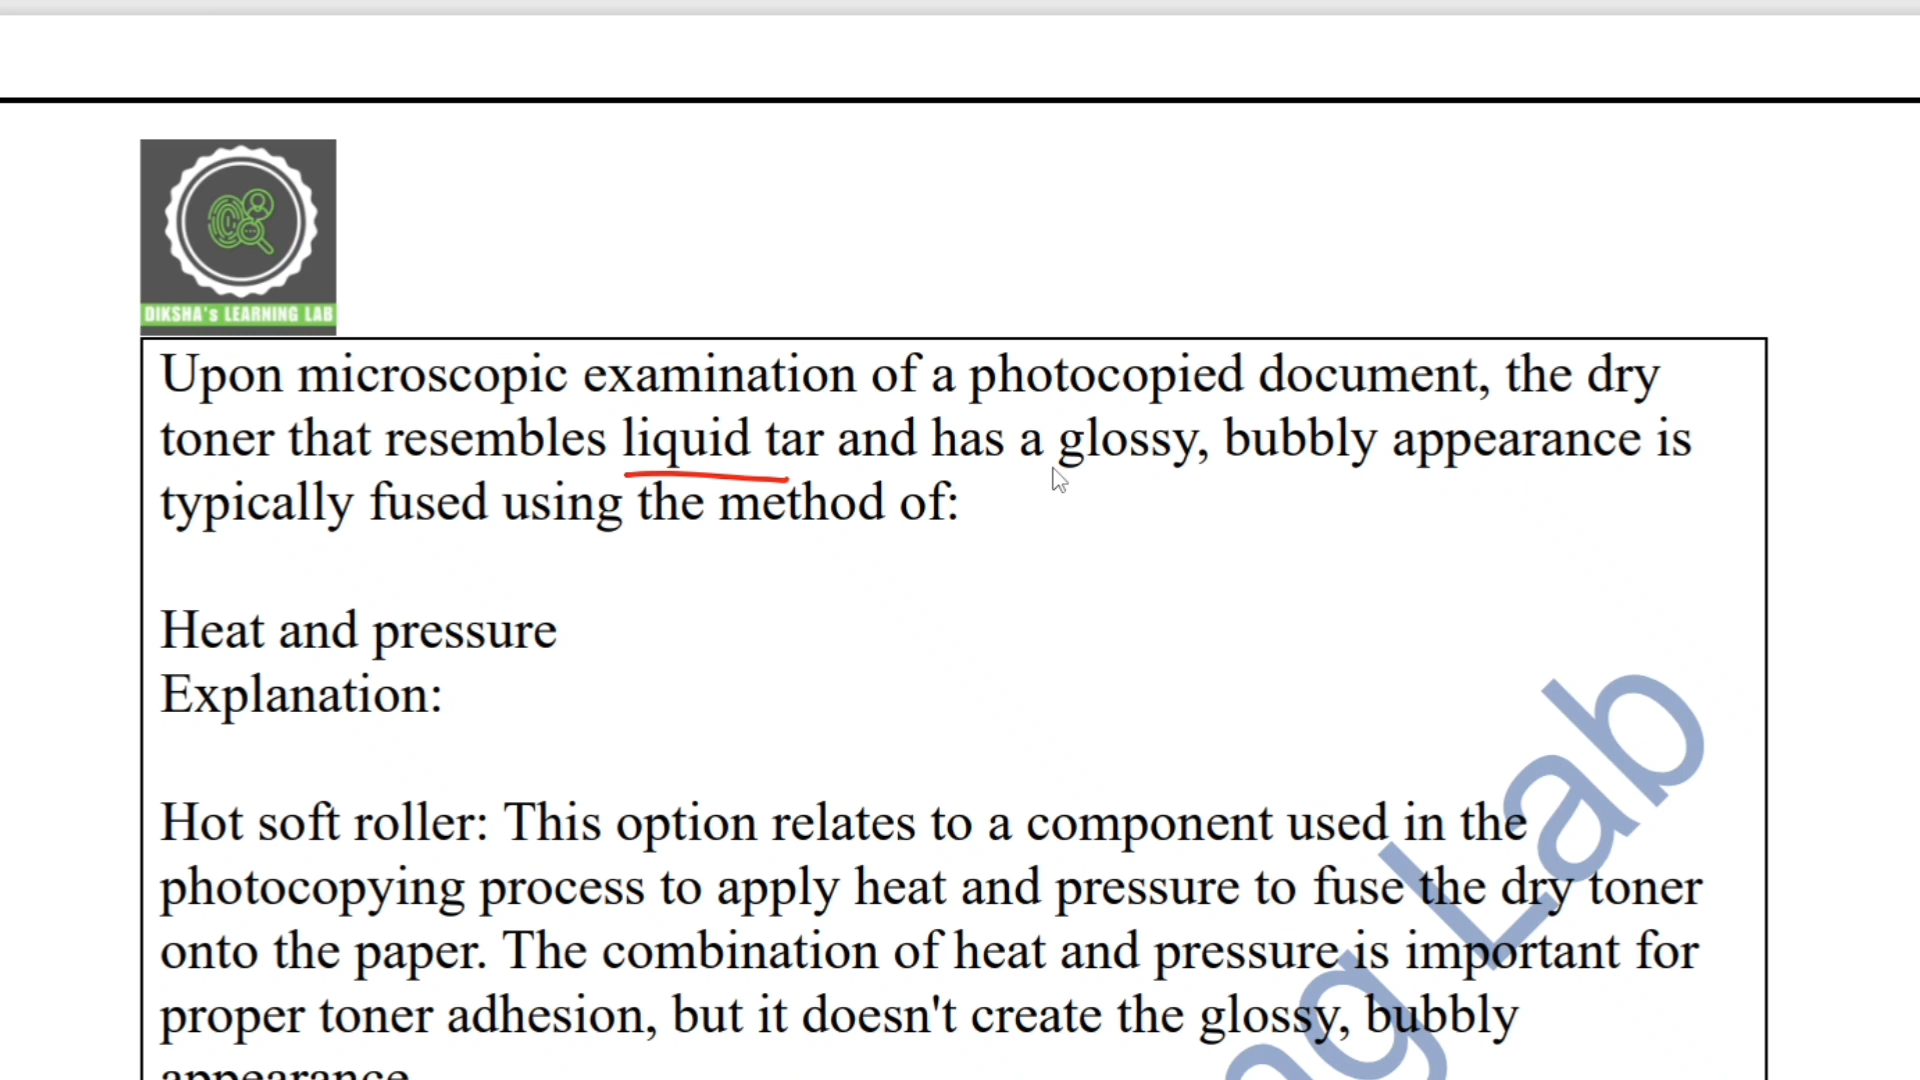 DIKSHA's LEARNING LAB
Upon microscopic examination of a photocopied document, the dry
toner that resembles liquid tar and has a glossy, bubbly appearance is
typically fused using the method of:
Heat and pressure
Explanation:
Hot soft roller: This option relates to a component used in the
photocopying process to apply heat and pressure to fuse the dry toner
onto the paper. The combination of heat and pressure is important for
proper toner adhesion, but it doesn't create the glossy, bubbly
appearance.
ng Lab